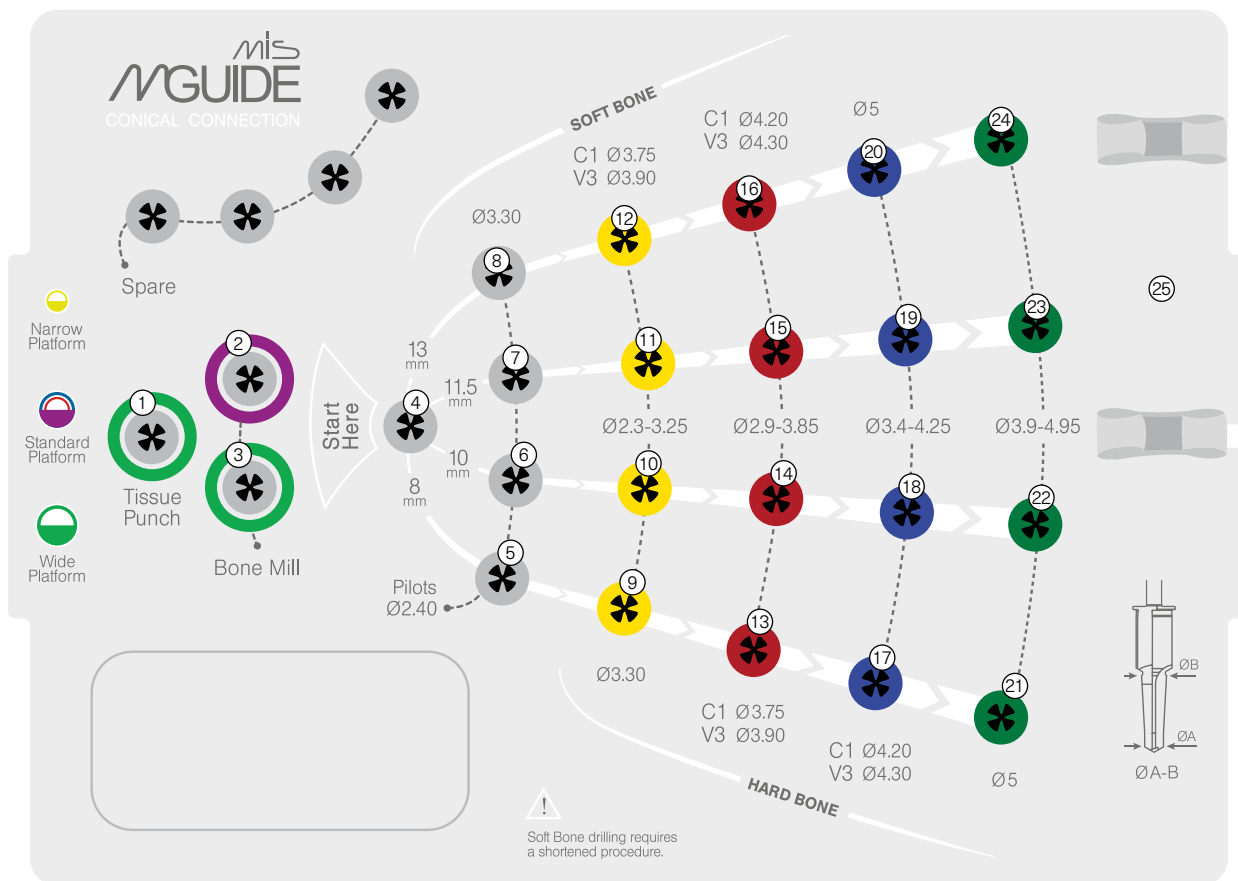 mis
MGUIDE
CONICAL CONNECTION
Spare
Narrow
Platform
Standard
Platform
Wide
Platform
1
Tissue
Punch
2
3
Bone Mill
Start
Here
4
13
mm
11.5
mm
10
mm
8
mm
Pilots
Ø2.40
5
6
7
8
Ø3.30
SOFT BONE
C1 Ø3.75
V3 Ø3.90
12
11
10
9
Ø2.3-3.25
Ø3.30
C1 Ø4.20
V3 Ø4.30
16
15
14
13
Ø2.9-3.85
C1 Ø3.75
V3 Ø3.90
Ø5
20
19
18
17
Ø3.4-4.25
C1 Ø4.20
V3 Ø4.30
24
23
22
21
Ø3.9-4.95
Ø5
HARD BONE
25
ØB
ØA
ØA-B
!
Soft Bone drilling requires
a shortened procedure.